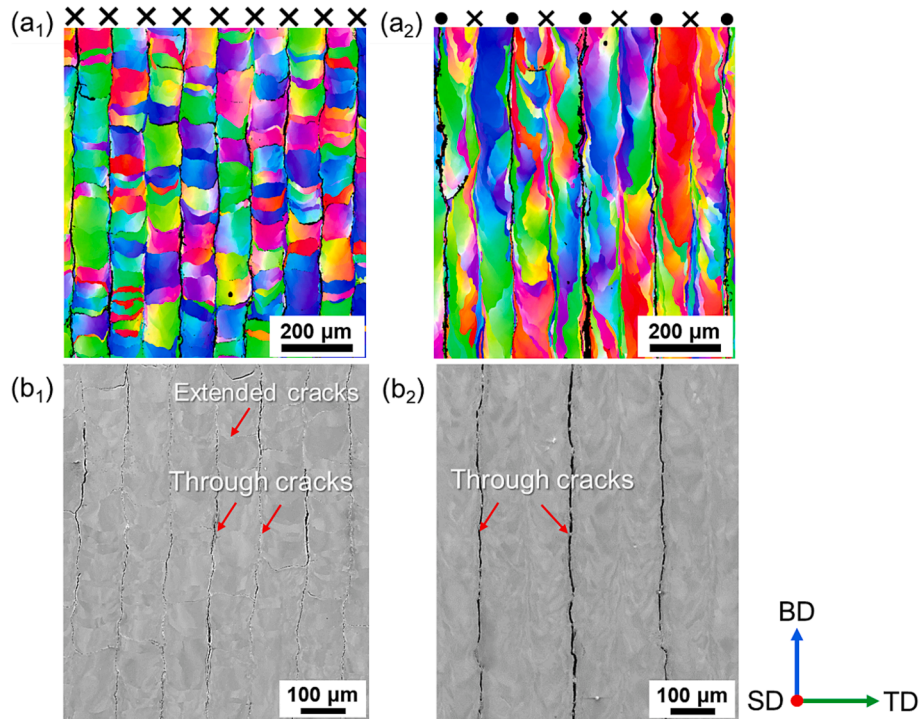 (a₁)
(a₂)
200 µm
200 µm
(b₁)
(b₂)
Extended cracks
Through cracks
Through cracks
100 µm
100 µm
BD
SD
TD